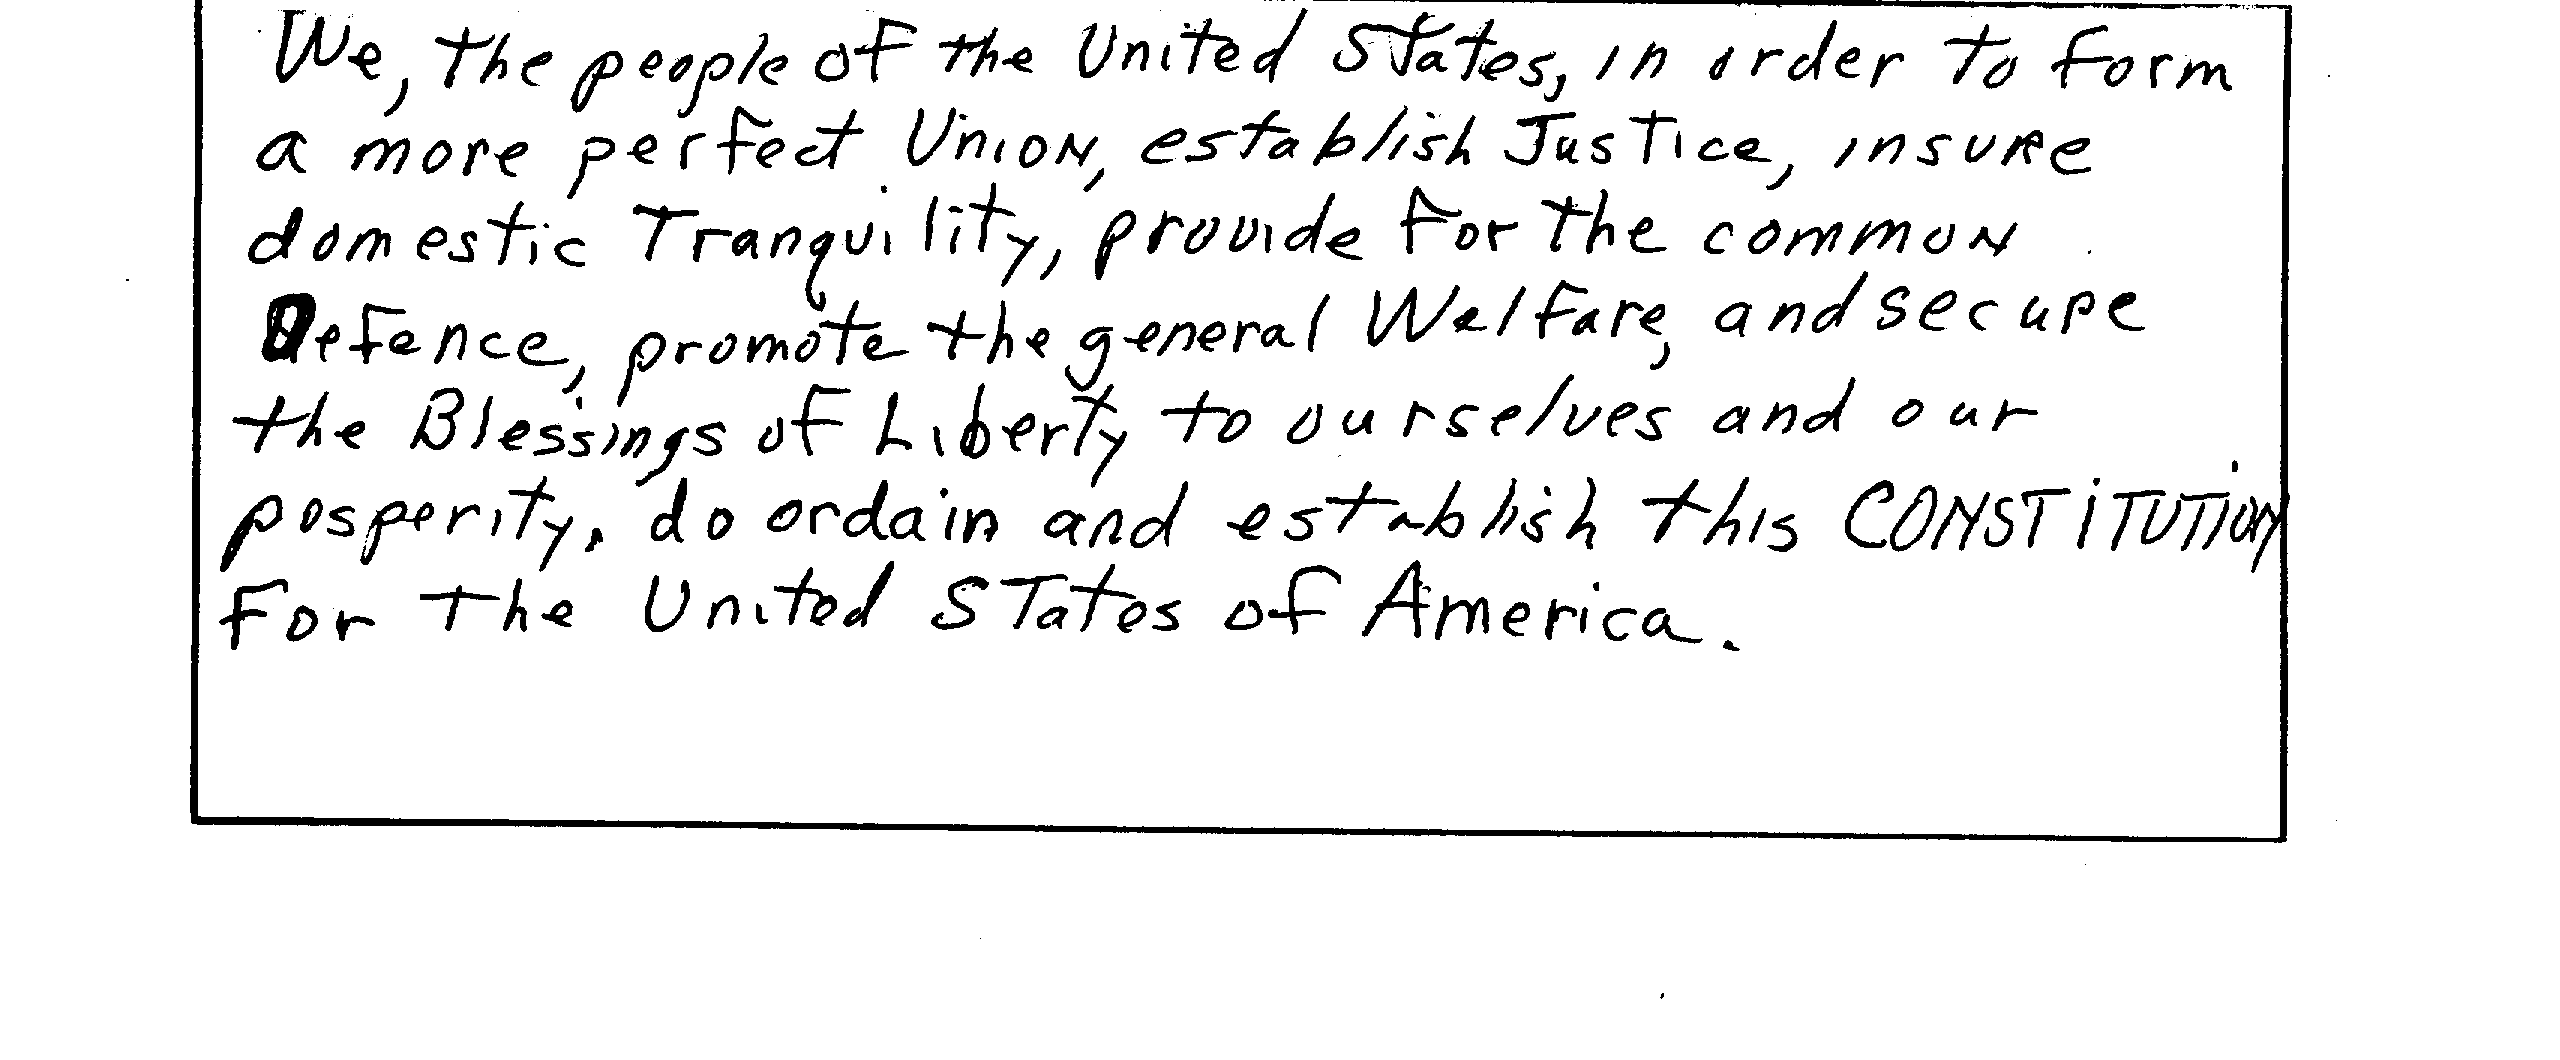 We, the people of the United States, in order to form
a more perfect Union, establish Justice, insure
domestic Tranquility, provide for the common
Defence, promote the general Welfare, and secure
the Blessings of Liberty to ourselves and our
posperity, do ordain and establish this CONSTITUTION
for the United States of America.